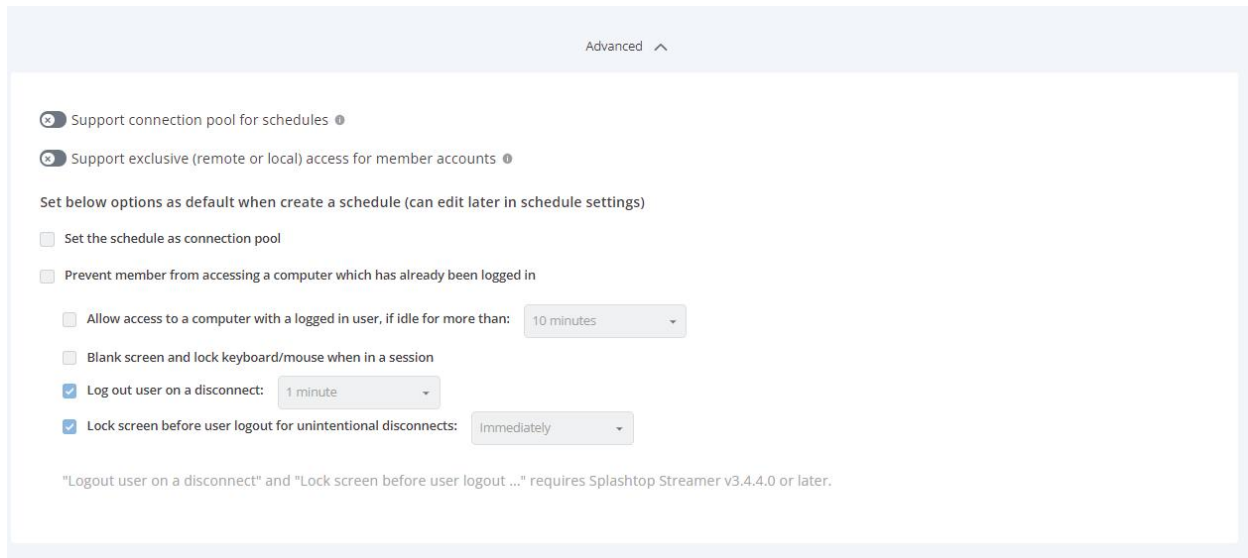 Advanced
Support connection pool for schedules
Support exclusive (remote or local) access for member accounts
Set below options as default when create a schedule (can edit later in schedule settings)
Set the schedule as connection pool
Prevent member from accessing a computer which has already been logged in
Allow access to a computer with a logged in user, if idle for more than: 10 minutes
Blank screen and lock keyboard/mouse when in a session
Log out user on a disconnect: 1 minute
Lock screen before user logout for unintentional disconnects: Immediately
"Logout user on a disconnect" and "Lock screen before user logout ..." requires Splashtop Streamer v3.4.4.0 or later.